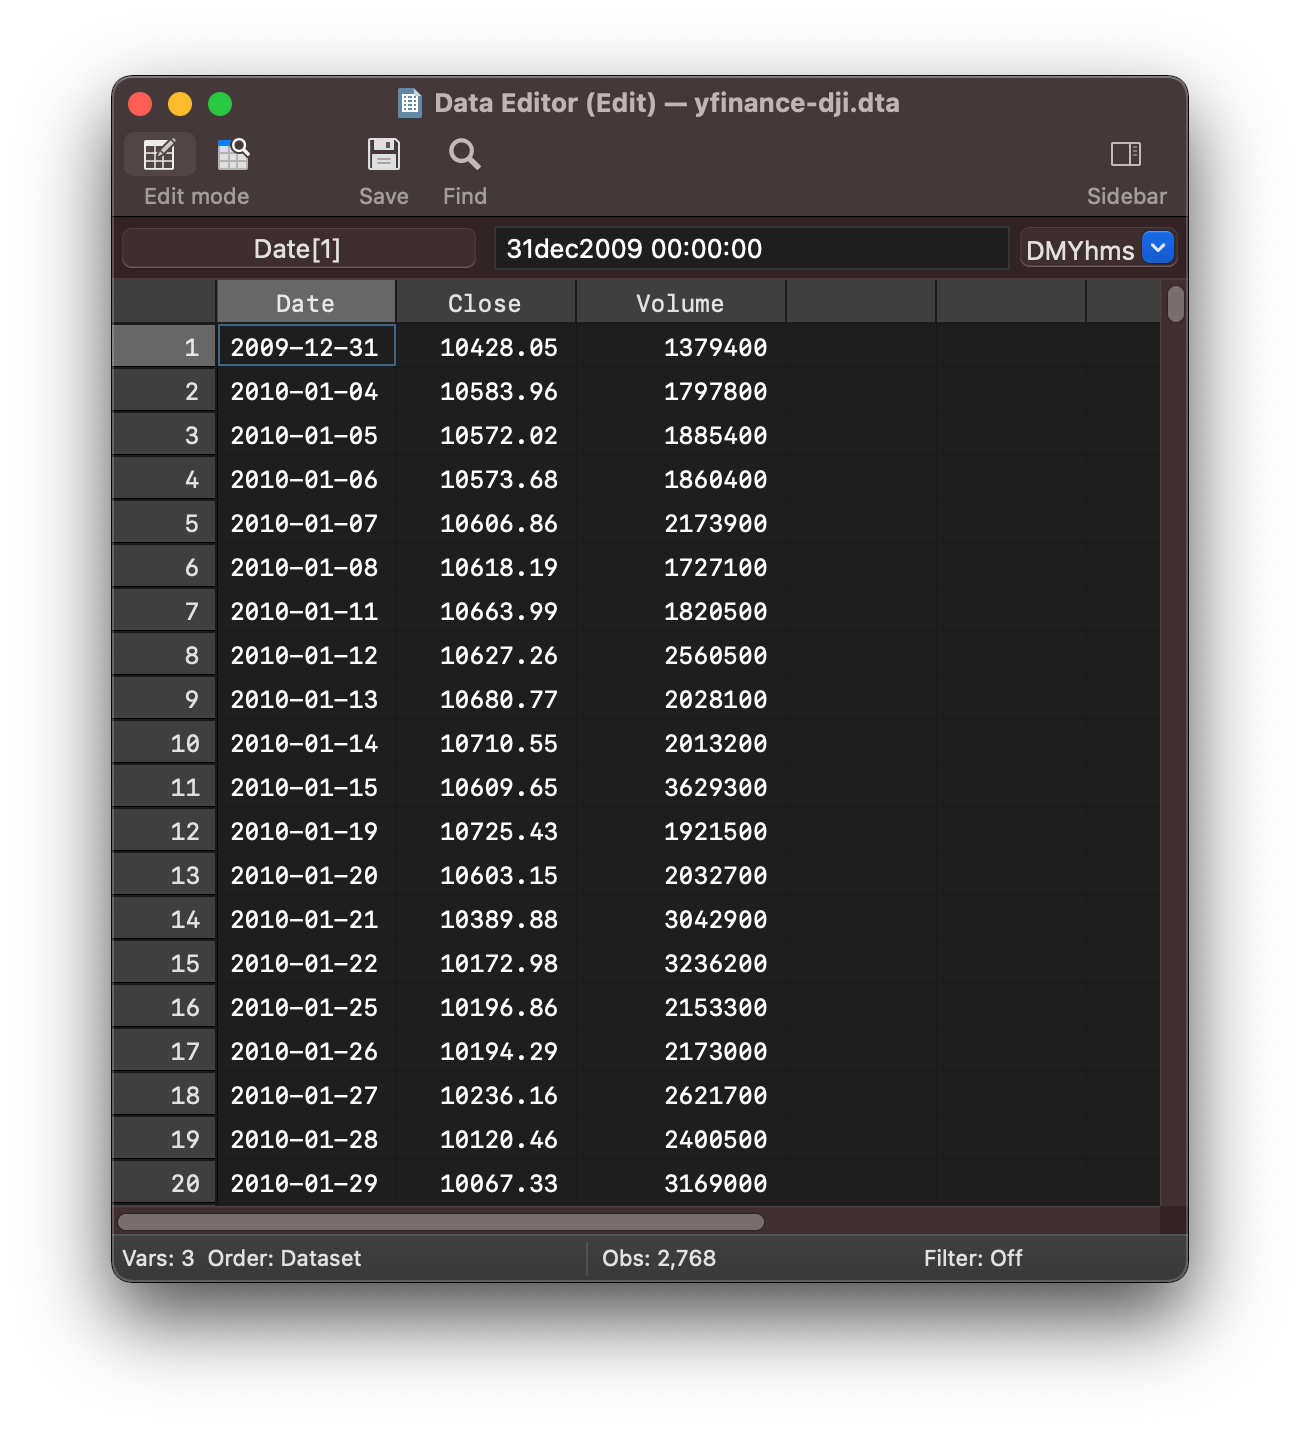 Data Editor (Edit) — yfinance-dji.dta
Edit mode Save Find Sidebar
Date[1] 31dec2009 00:00:00 DMYhms
Date Close Volume
1 2009-12-31 10428.05 1379400
2 2010-01-04 10583.96 1797800
3 2010-01-05 10572.02 1885400
4 2010-01-06 10573.68 1860400
5 2010-01-07 10606.86 2173900
6 2010-01-08 10618.19 1727100
7 2010-01-11 10663.99 1820500
8 2010-01-12 10627.26 2560500
9 2010-01-13 10680.77 2028100
10 2010-01-14 10710.55 2013200
11 2010-01-15 10609.65 3629300
12 2010-01-19 10725.43 1921500
13 2010-01-20 10603.15 2032700
14 2010-01-21 10389.88 3042900
15 2010-01-22 10172.98 3236200
16 2010-01-25 10196.86 2153300
17 2010-01-26 10194.29 2173000
18 2010-01-27 10236.16 2621700
19 2010-01-28 10120.46 2400500
20 2010-01-29 10067.33 3169000
Vars: 3 Order: Dataset Obs: 2,768 Filter: Off